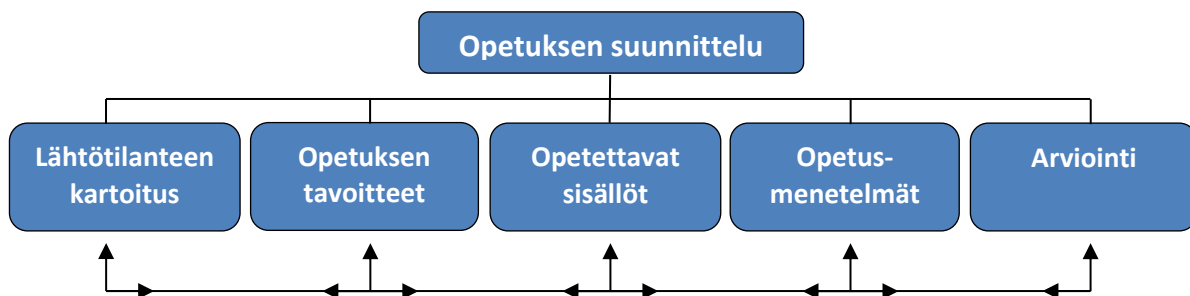 Opetuksen suunnittelu
Lähtötilanteen
kartoitus
Opetuksen
tavoitteet
Opetettavat
sisällöt
Opetus-
menetelmät
Arviointi